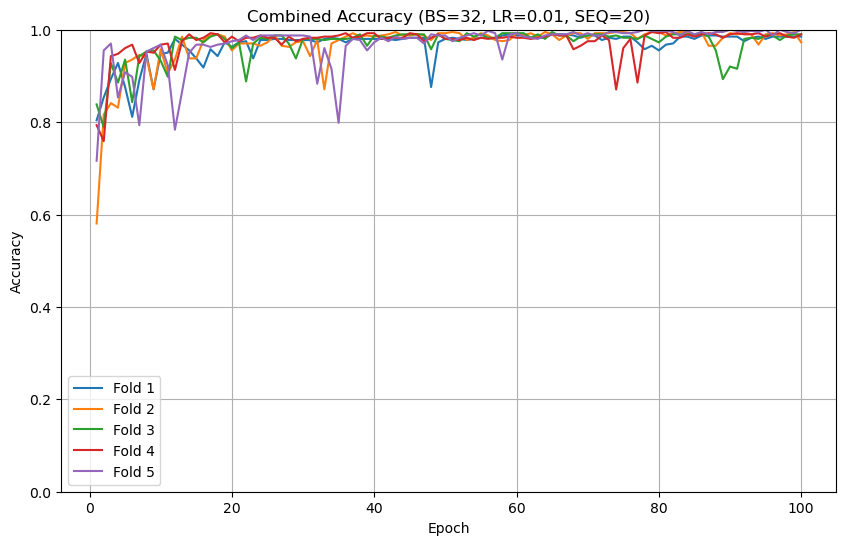 Combined Accuracy (BS=32, LR=0.01, SEQ=20)
1.0
0.8
0.6
0.4
0.2
0.0
Accuracy
Fold 1
Fold 2
Fold 3
Fold 4
Fold 5
0 20 40 60 80 100
Epoch